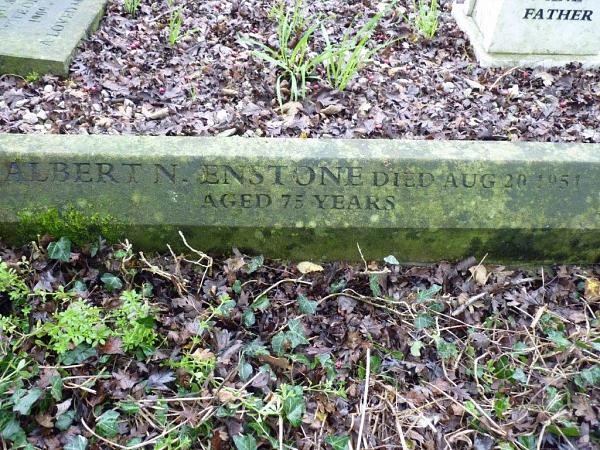 FATHER
ALBERT N. ENSTONE DIED AUG 20 1951
AGED 75 YEARS